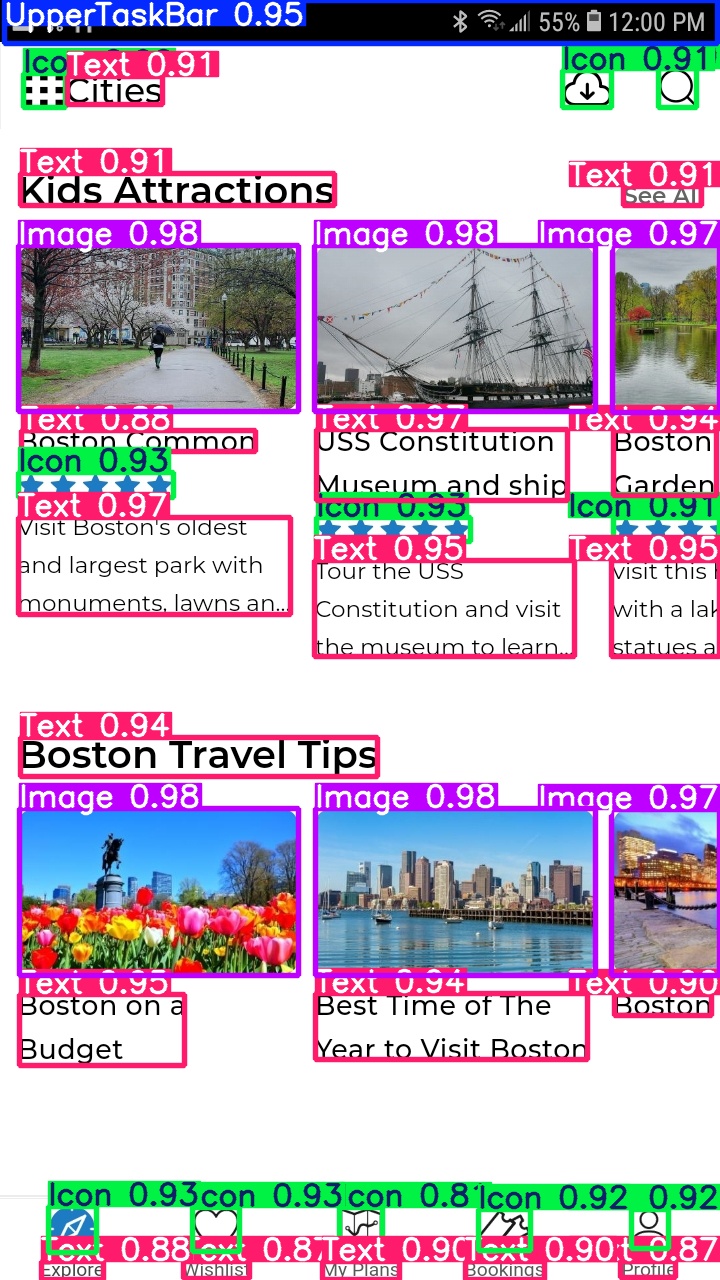 UpperTaskBar 0.95
55% 12:00 PM
Text 0.91
Icon 0.91
Cities
Text 0.91
Text 0.91
Kids Attractions
See All
Image 0.98
Image 0.98
Image 0.97
Text 0.88
Text 0.97
Text 0.94
Boston Common
USS Constitution
Museum and ship
Boston
Garden
Icon 0.93
Icon 0.93
Icon 0.91
Text 0.97
Text 0.95
Text 0.95
Visit Boston's oldest
and largest park with
monuments, lawns an...
Tour the USS
Constitution and visit
the museum to learn...
visit this
with a
statues
Text 0.94
Boston Travel Tips
Image 0.98
Image 0.98
Image 0.97
Text 0.95
Text 0.94
Text 0.90
Boston on a
Budget
Best Time of The
Year to Visit Boston
Boston
Icon 0.93
con 0.93
con 0.8
Icon 0.92
0.92
Text 0.88
Text 0.8
Text 0.90
Text 0.90
0.87
Explore
Wishlist
My Plans
Bookings
Profile